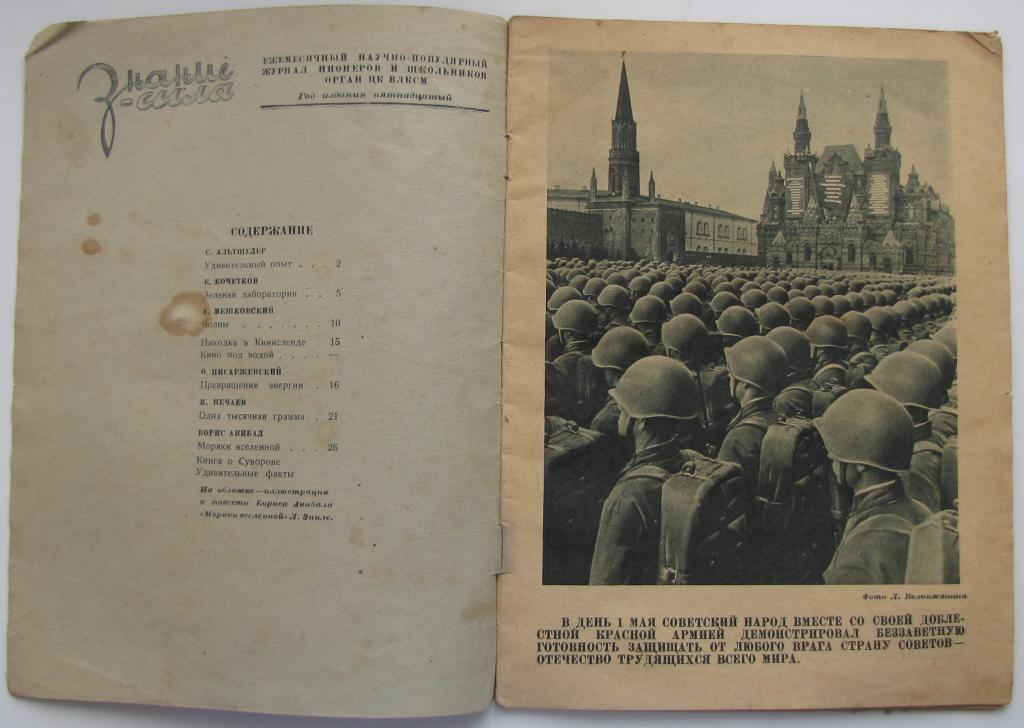 Знание
-сила
ЕЖЕМЕСЯЧНЫЙ НАУЧНО-ПОПУЛЯРНЫЙ
ЖУРНАЛ ПИОНЕРОВ И ШКОЛЬНИКОВ
ОРГАН ЦК ВЛКСМ
Год издания пятнадцатый
СОДЕРЖАНИЕ
С. АЛЬТШУЛЕР
Удивительный опыт . . . 2
К. КОЧЕТКОВ
Зеленая лаборатория . . 5
А. МЕШКОВСКИЙ
Волны . . . . . . . 10
Находка в Квинсленде . 15
Кино под водой . . . . —
О. ПИСАРЖЕВСКИЙ
Превращения энергии . 16
И. НЕЧАЕВ
Одна тысячная грамма . 21
БОРИС АНИБАЛ
Моряки вселенной . . . 26
Книга о Суворове
Удивительные факты
На обложке—иллюстрация
к повести Бориса Анибала
«Моряки вселенной» Л. Эппле.
Фото Л. Великжанина
В ДЕНЬ 1 МАЯ СОВЕТСКИЙ НАРОД ВМЕСТЕ СО СВОЕЙ ДОБЛЕ-
СТНОЙ КРАСНОЙ АРМИЕЙ ДЕМОНСТРИРОВАЛ БЕЗЗАВЕТНУЮ
ГОТОВНОСТЬ ЗАЩИЩАТЬ ОТ ЛЮБОГО ВРАГА СТРАНУ СОВЕТОВ—
ОТЕЧЕСТВО ТРУДЯЩИХСЯ ВСЕГО МИРА.